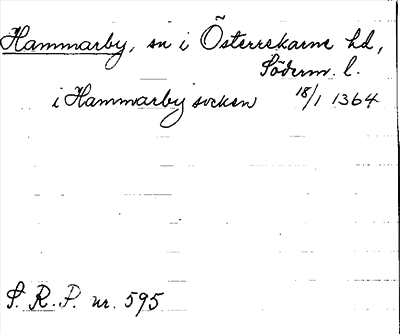 Hammarby, sn i Österrekarne hd,
Söderm. l.
i Hammarby socken 18/1 1364
S. R. P. nr. 595